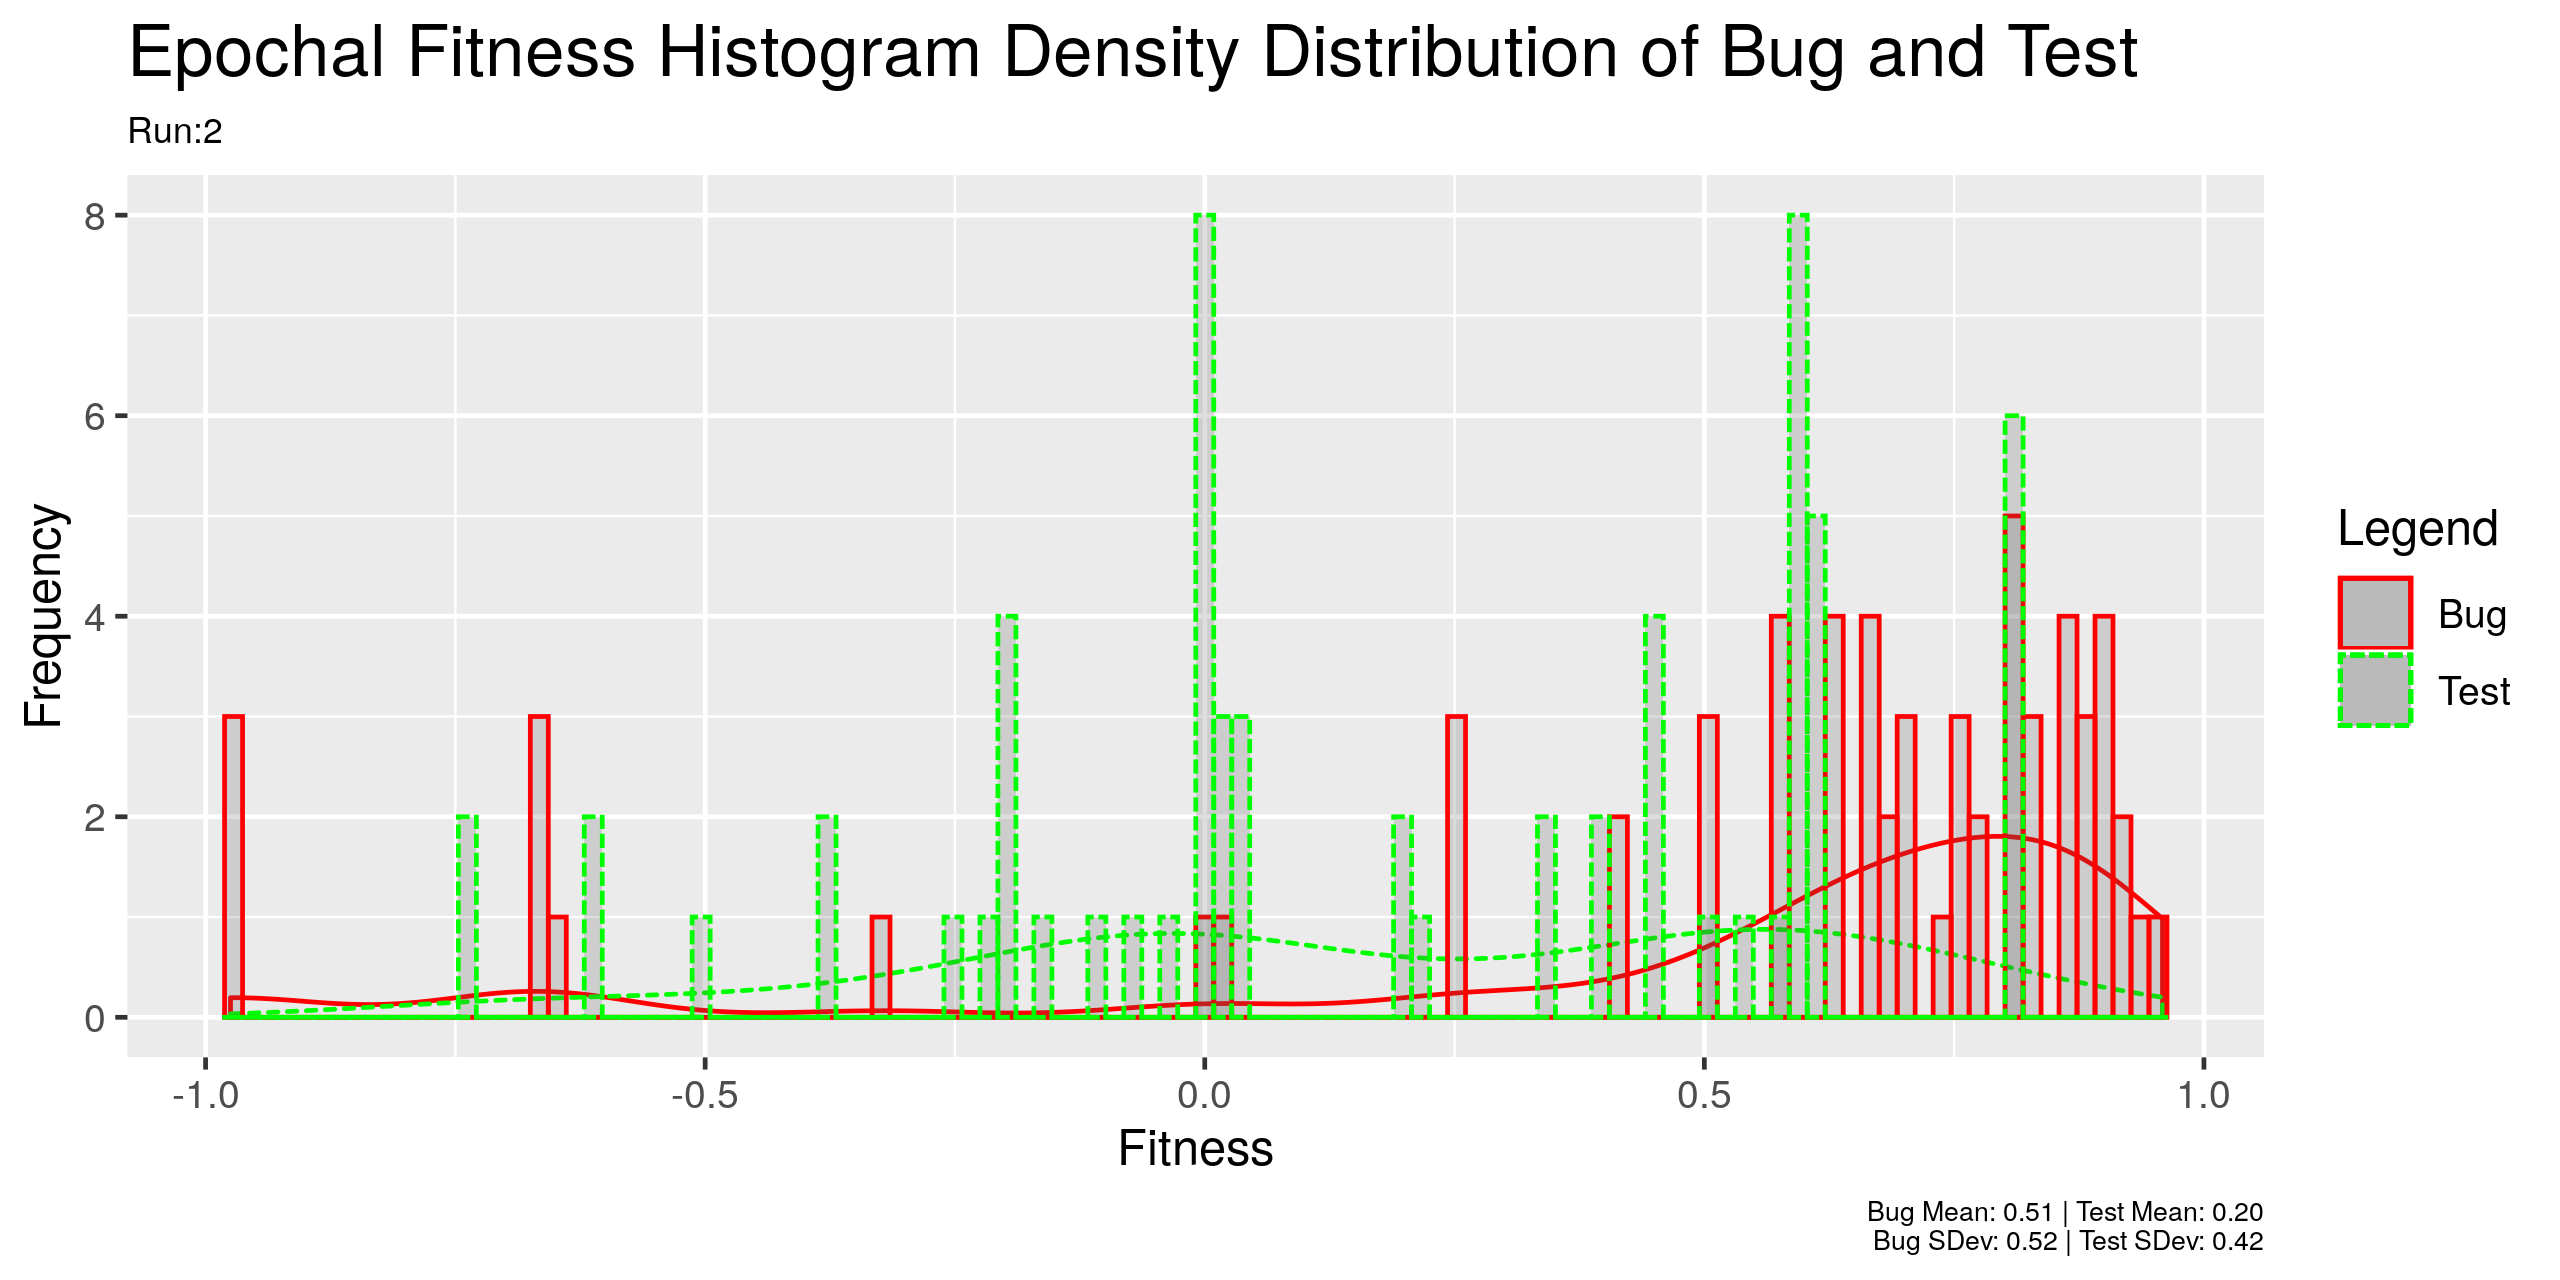 Epochal Fitness Histogram Density Distribution of Bug and Test
Run:2
8
6
4
2
0
Frequency
-1.0
-0.5
0.0
0.5
1.0
Fitness
Legend
Bug
Test
Bug Mean: 0.51 | Test Mean: 0.20
Bug SDev: 0.52 | Test SDev: 0.42